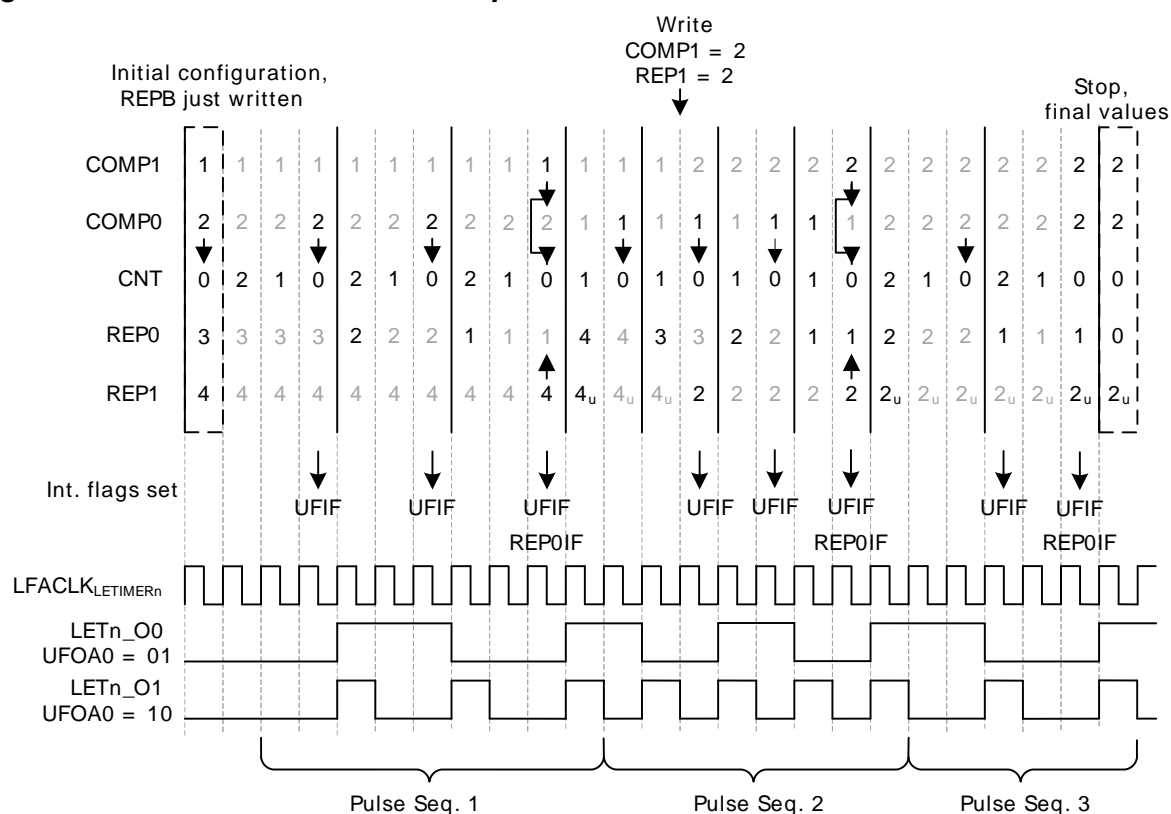 Write
COMP1 = 2
REP1 = 2
Initial configuration,
REPB just written
Stop,
final values
COMP1 1 1 1 1 1 1 1 1 1 1 1 1 1 2 2 2 2 2 2 2 2 2 2 2 2
COMP0 2 2 2 2 2 2 2 2 2 2 1 1 1 1 1 1 1 1 2 2 2 2 2 2 2
CNT 0 2 1 0 2 1 0 2 1 0 1 0 1 0 1 0 1 0 2 1 0 2 1 0 0
REP0 3 3 3 3 2 2 2 1 1 1 4 4 3 3 2 2 1 1 2 2 2 1 1 1 0
REP1 4 4 4 4 4 4 4 4 4 4 4u 4u 4u 2 2 2 2 2 2u 2u 2u 2u 2u 2u 2u
Int. flags set
UFIF UFIF UFIF UFIF UFIF UFIF UFIF UFIF
REP0IF REP0IF REP0IF
LFACLKLETIMERn
LETn_O0
UFOA0 = 01
LETn_O1
UFOA0 = 10
Pulse Seq. 1 Pulse Seq. 2 Pulse Seq. 3